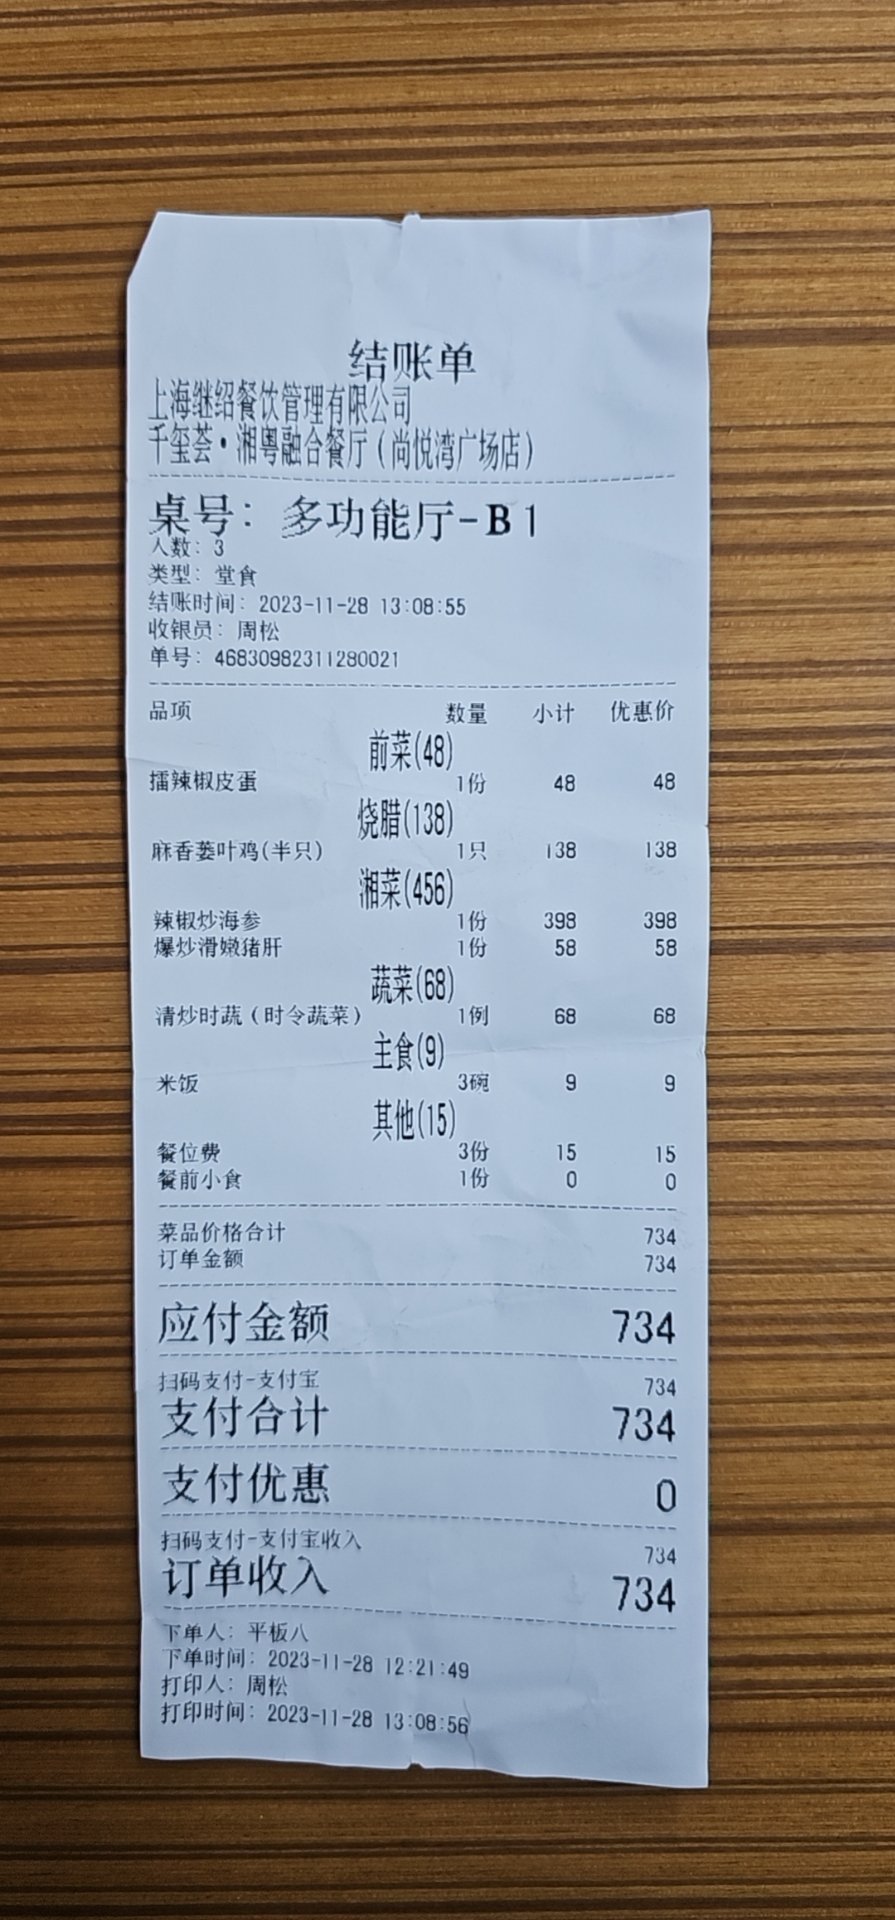 结账单
上海继绍餐饮管理有限公司
千玺荟·湘粤融合餐厅(尚悦湾广场店)
桌号: 多功能厅-B1
人数: 3
类型: 堂食
结账时间: 2023-11-28 13:08:55
收银员: 周松
单号: 46830982311280021
品项 数量 小计 优惠价
前菜(48)
擂辣椒皮蛋 1份 48 48
烧腊(138)
麻香蒌叶鸡(半只) 1只 138 138
湘菜(456)
辣椒炒海参 1份 398 398
爆炒滑嫩猪肝 1份 58 58
蔬菜(68)
清炒时蔬(时令蔬菜) 1例 68 68
主食(9)
米饭 3碗 9 9
其他(15)
餐位费 3份 15 15
餐前小食 1份 0 0
菜品价格合计 734
订单金额 734
应付金额 734
扫码支付-支付宝 734
支付合计 734
支付优惠 0
扫码支付-支付宝收入 734
订单收入 734
下单人: 平板八
下单时间: 2023-11-28 12:21:49
打印人: 周松
打印时间: 2023-11-28 13:08:56